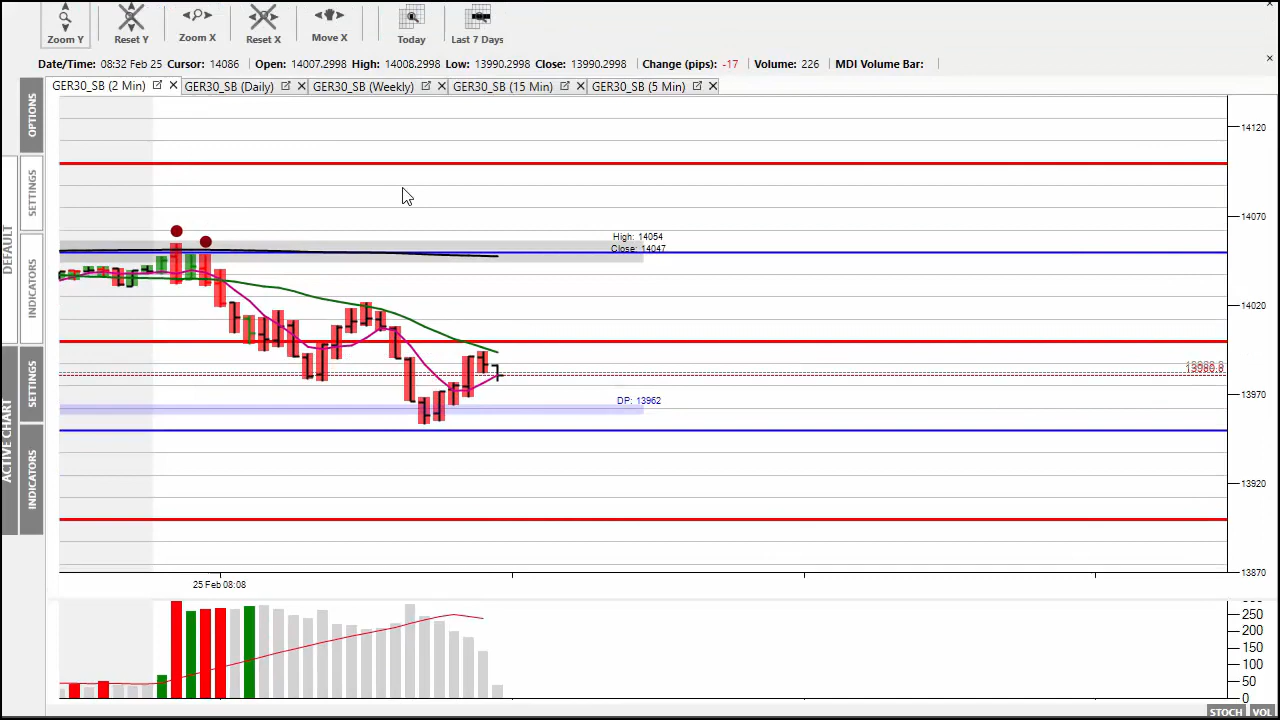 Zoom Y Reset Y Zoom X Reset X Move X Today Last 7 Days
Date/Time: 08:32 Feb 25 Cursor: 14086 Open: 14007.2998 High: 14008.2998 Low: 13990.2998 Close: 13990.2998 Change (pips): -17 Volume: 226 MDI Volume Bar:
GER30_SB (2 Min) GER30_SB (Daily) GER30_SB (Weekly) GER30_SB (15 Min) GER30_SB (5 Min)
OPTIONS
SETTINGS
DEFAULT
INDICATORS
SETTINGS
ACTIVE CHART
INDICATORS
14120
14070
High: 14054
Close: 14047
14020
13970
DP: 13962
13920
13870
25 Feb 08:08
250
200
150
100
50
0
STOCH VOL